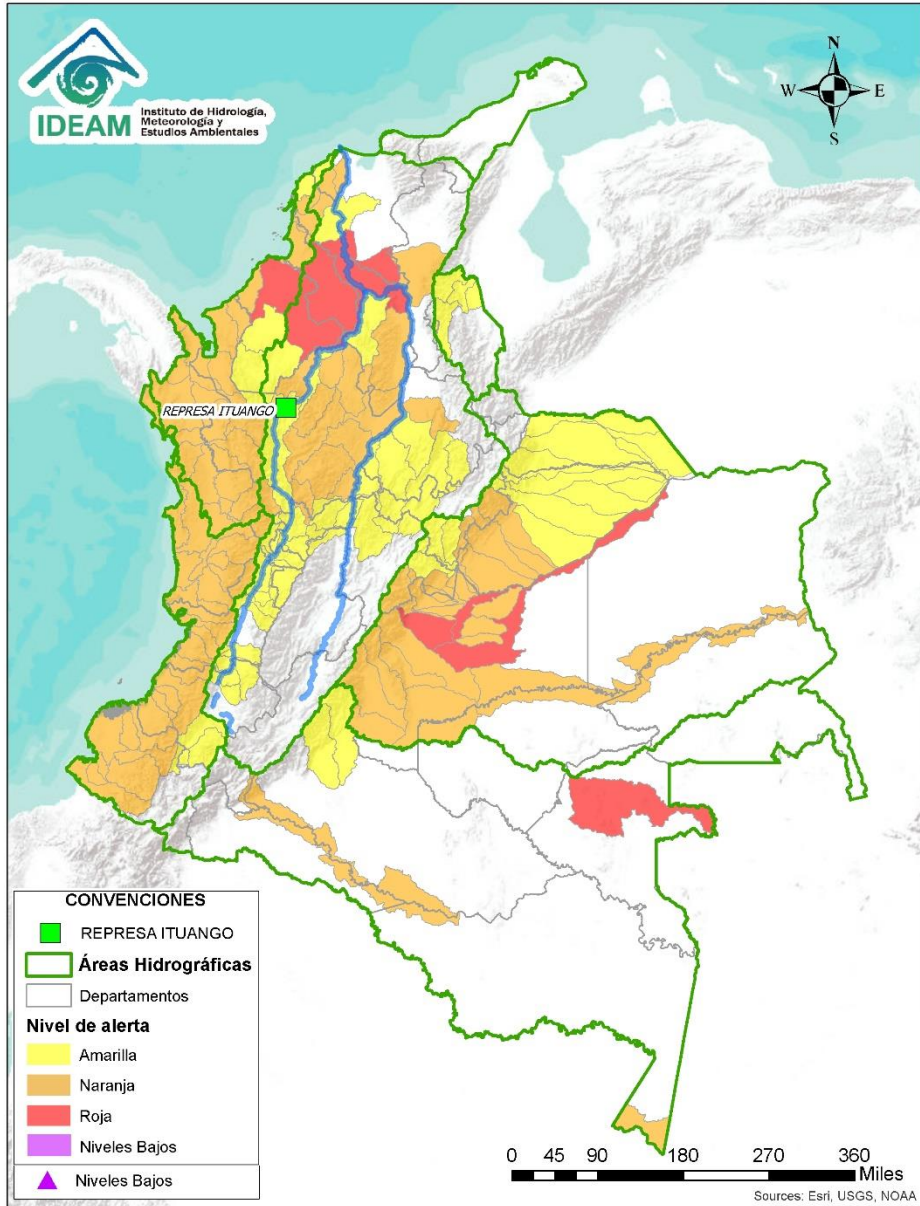 IDEAM
Instituto de Hidrología,
Meteorología y
Estudios Ambientales
N
W
E
S
REPRESA ITUANGO
CONVENCIONES
REPRESA ITUANGO
Áreas Hidrográficas
Departamentos
Nivel de alerta
Amarilla
Naranja
Roja
Niveles Bajos
Niveles Bajos
0 45 90 180 270 360
Miles
Sources: Esri, USGS, NOAA